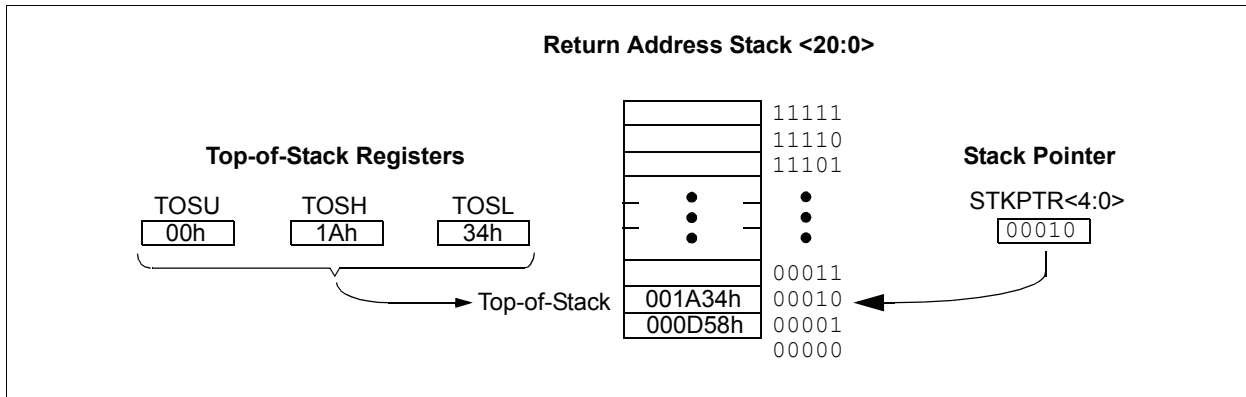 Return Address Stack <20:0>
11111
11110
11101
Top-of-Stack Registers
Stack Pointer
TOSU TOSH TOSL
STKPTR<4:0>
00h 1Ah 34h
00010
00011
Top-of-Stack 001A34h 00010
000D58h 00001
00000